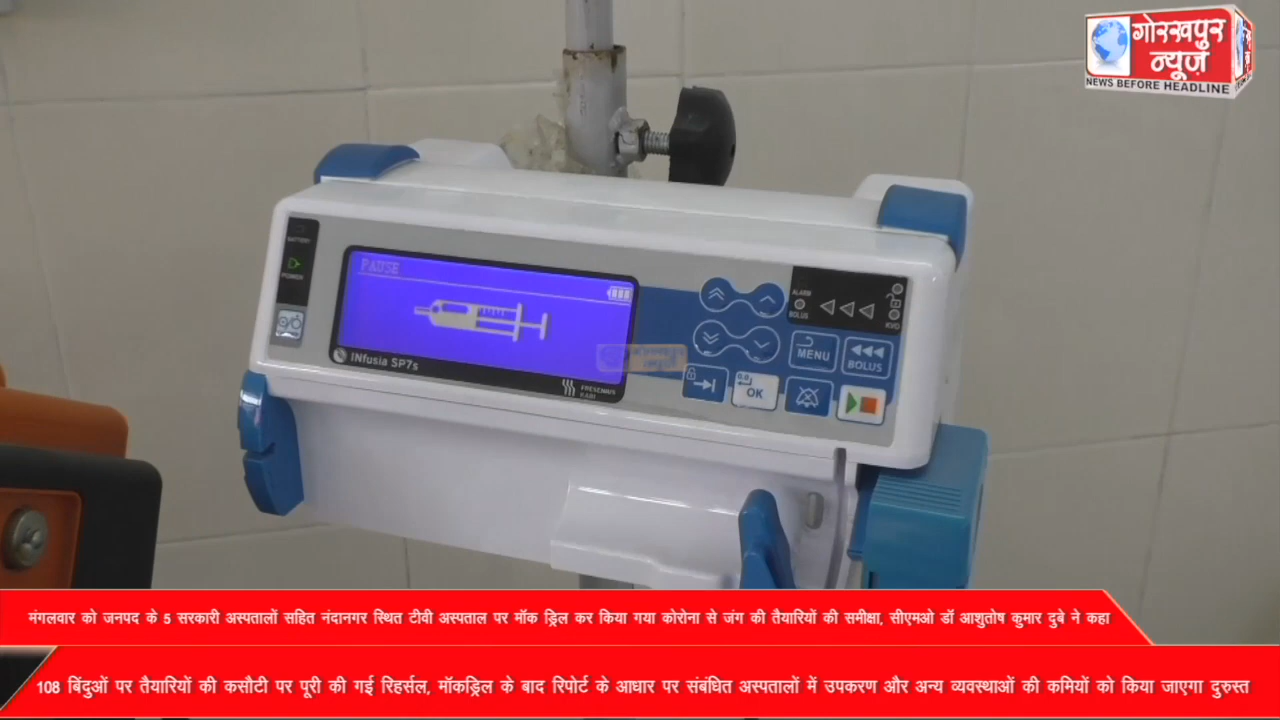 गोरखपुर
न्यूज़
NEWS BEFORE HEADLINE
BATTERY
POWER
PAUSE
INfusia SP7s
FRESENIUS
KABI
ALARM
BOLUS
KVO
MENU
BOLUS
OK
मंगलवार को जनपद के 5 सरकारी अस्पतालों सहित नंदानगर स्थित टीवी अस्पताल पर मॉक ड्रिल कर किया गया कोरोना से जंग की तैयारियों की समीक्षा, सीएमओ डॉ आशुतोष कुमार दुबे ने कहा
108 बिंदुओं पर तैयारियों की कसौटी पर पूरी की गई रिहर्सल, मॉकड्रिल के बाद रिपोर्ट के आधार पर संबंधित अस्पतालों में उपकरण और अन्य व्यवस्थाओं की कमियों को किया जाएगा दुरुस्त